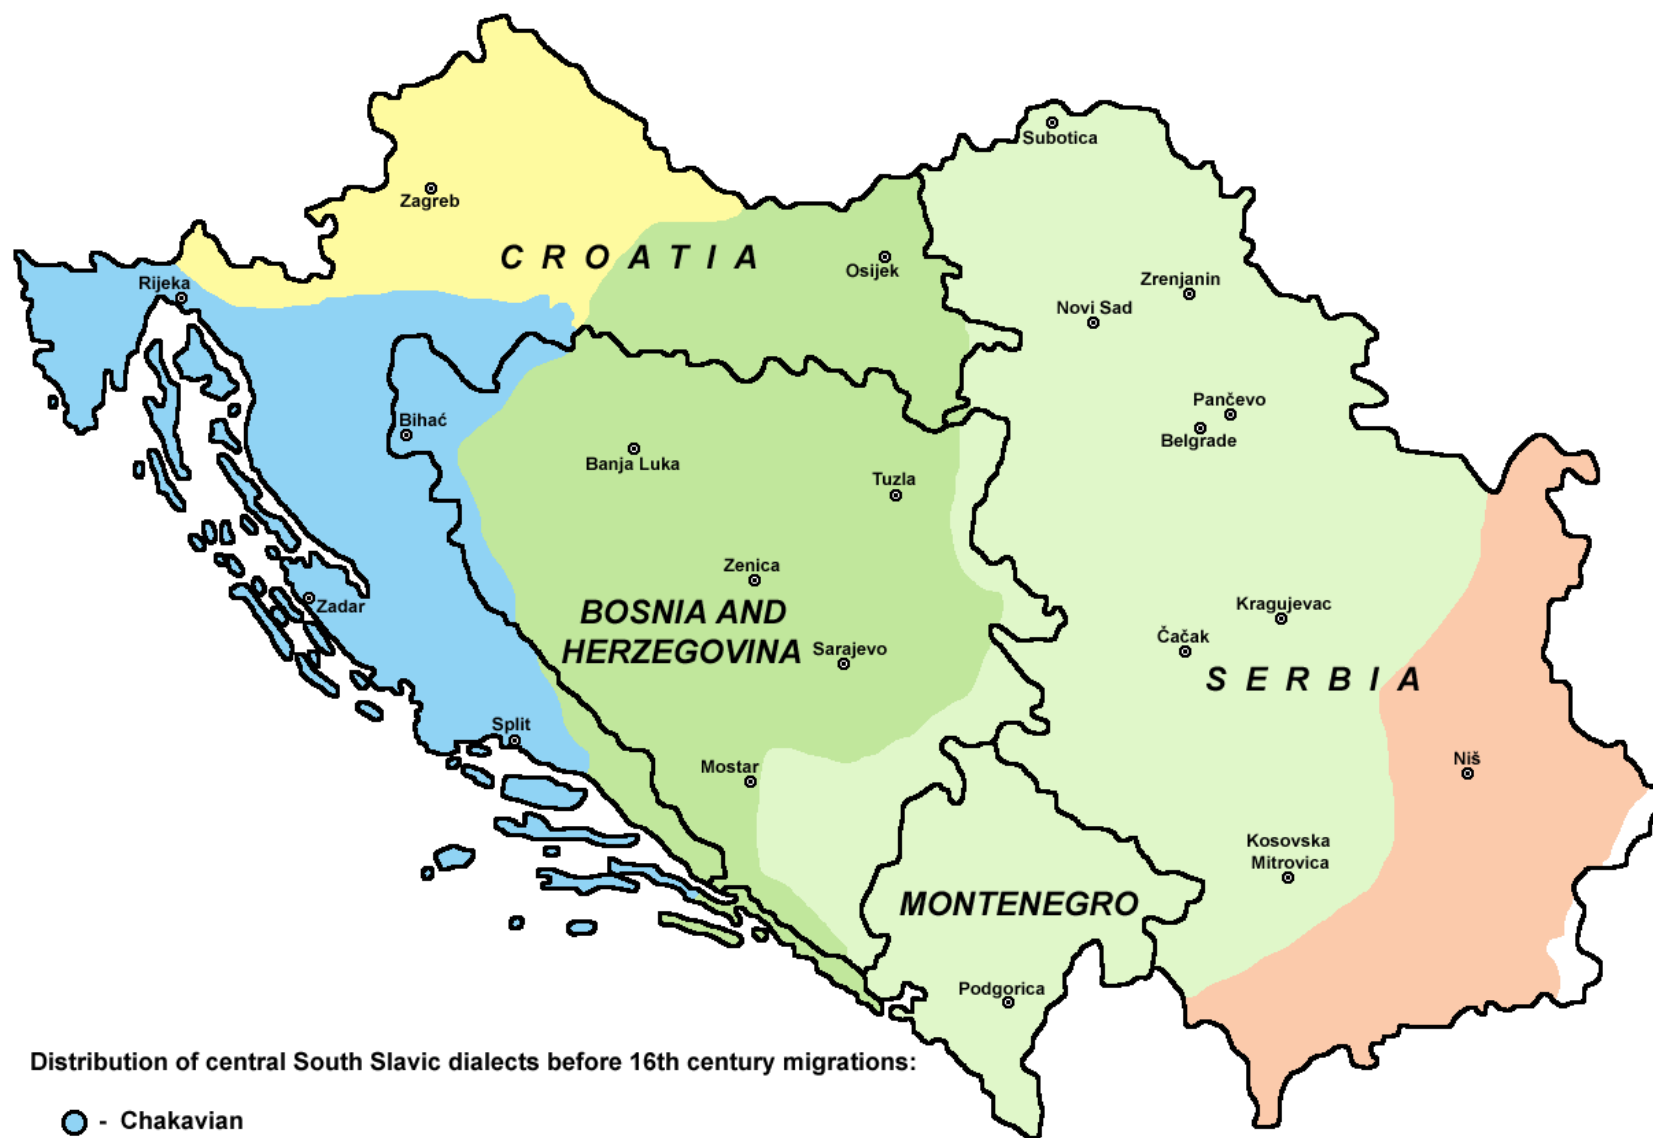 Subotica
Zagreb
C R O A T I A
Osijek
Rijeka
Zrenjanin
Novi Sad
Pančevo
Belgrade
Bihać
Banja Luka
Tuzla
Zenica
Zadar
BOSNIA AND
HERZEGOVINA
Sarajevo
Kragujevac
Čačak
S E R B I A
Split
Mostar
Niš
Kosovska
Mitrovica
MONTENEGRO
Podgorica
Distribution of central South Slavic dialects before 16th century migrations:
- Chakavian